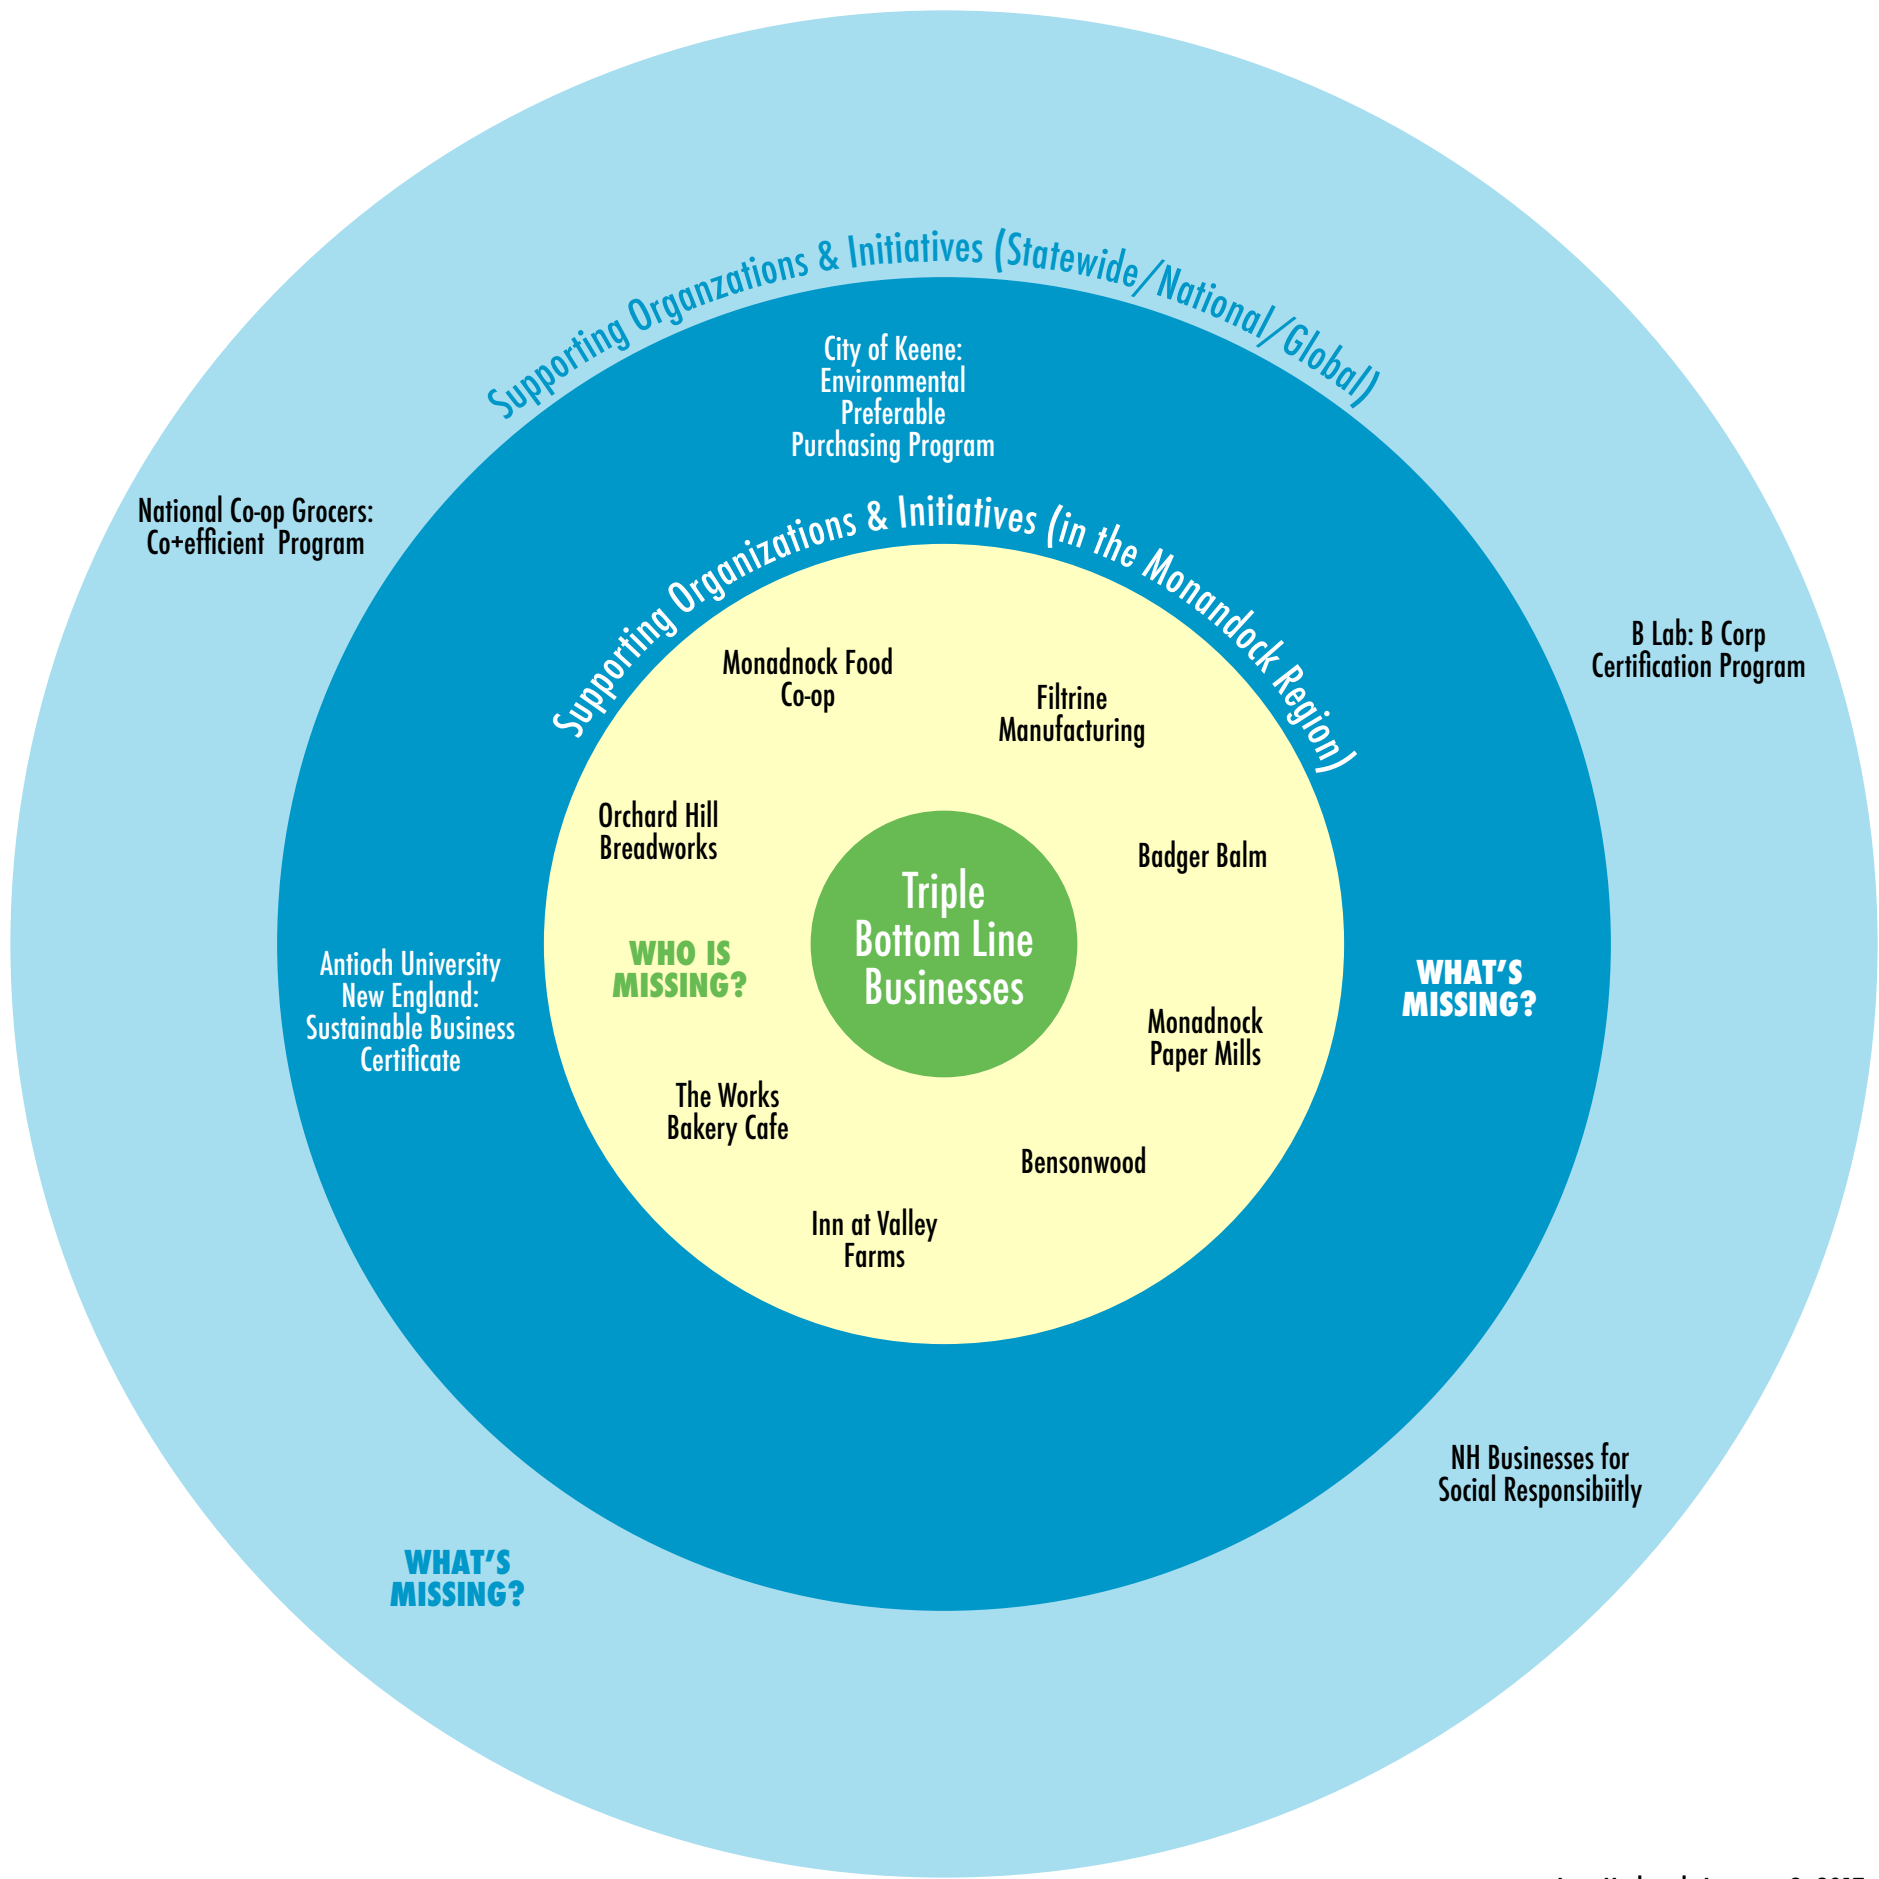 Supporting Organzations & Initiatives (Statewide/National/Global)
City of Keene:
Environmental
Preferable
Purchasing Program
National Co-op Grocers:
Co+efficient Program
Supporting Organizations & Initiatives (in the Monandock Region)
B Lab: B Corp
Certification Program
Monadnock Food
Co-op
Filtrine
Manufacturing
Orchard Hill
Breadworks
Badger Balm
Triple
Bottom Line
Businesses
WHO IS
MISSING?
Antioch University
New England:
Sustainable Business
Certificate
WHAT'S
MISSING?
Monadnock
Paper Mills
The Works
Bakery Cafe
Bensonwood
Inn at Valley
Farms
NH Businesses for
Social Responsibiitly
WHAT'S
MISSING?